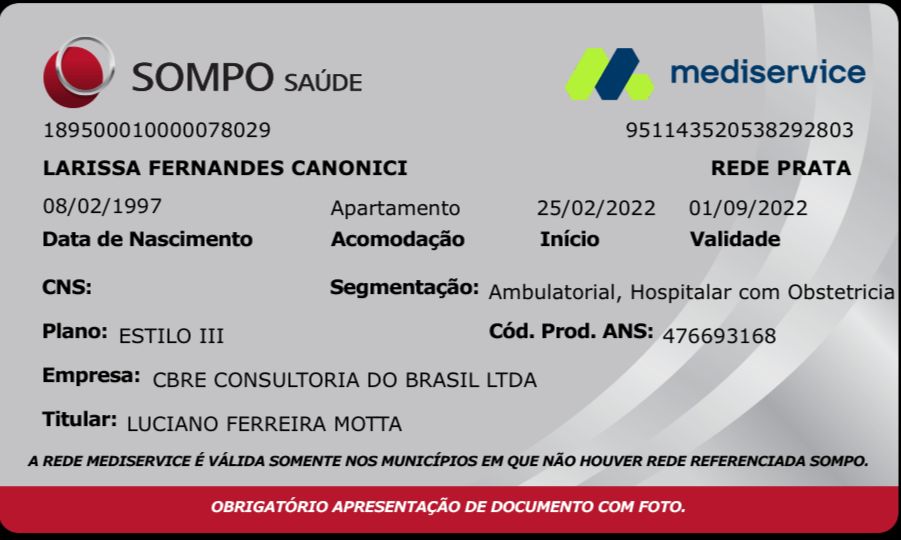 SOMPO SAÚDE mediservice
189500010000078029 951143520538292803
LARISSA FERNANDES CANONICI REDE PRATA
08/02/1997 Apartamento 25/02/2022 01/09/2022
Data de Nascimento Acomodação Início Validade
CNS: Segmentação: Ambulatorial, Hospitalar com Obstetricia
Plano: ESTILO III Cód. Prod. ANS: 476693168
Empresa: CBRE CONSULTORIA DO BRASIL LTDA
Titular: LUCIANO FERREIRA MOTTA
A REDE MEDISERVICE É VÁLIDA SOMENTE NOS MUNICÍPIOS EM QUE NÃO HOUVER REDE REFERENCIADA SOMPO.
OBRIGATÓRIO APRESENTAÇÃO DE DOCUMENTO COM FOTO.